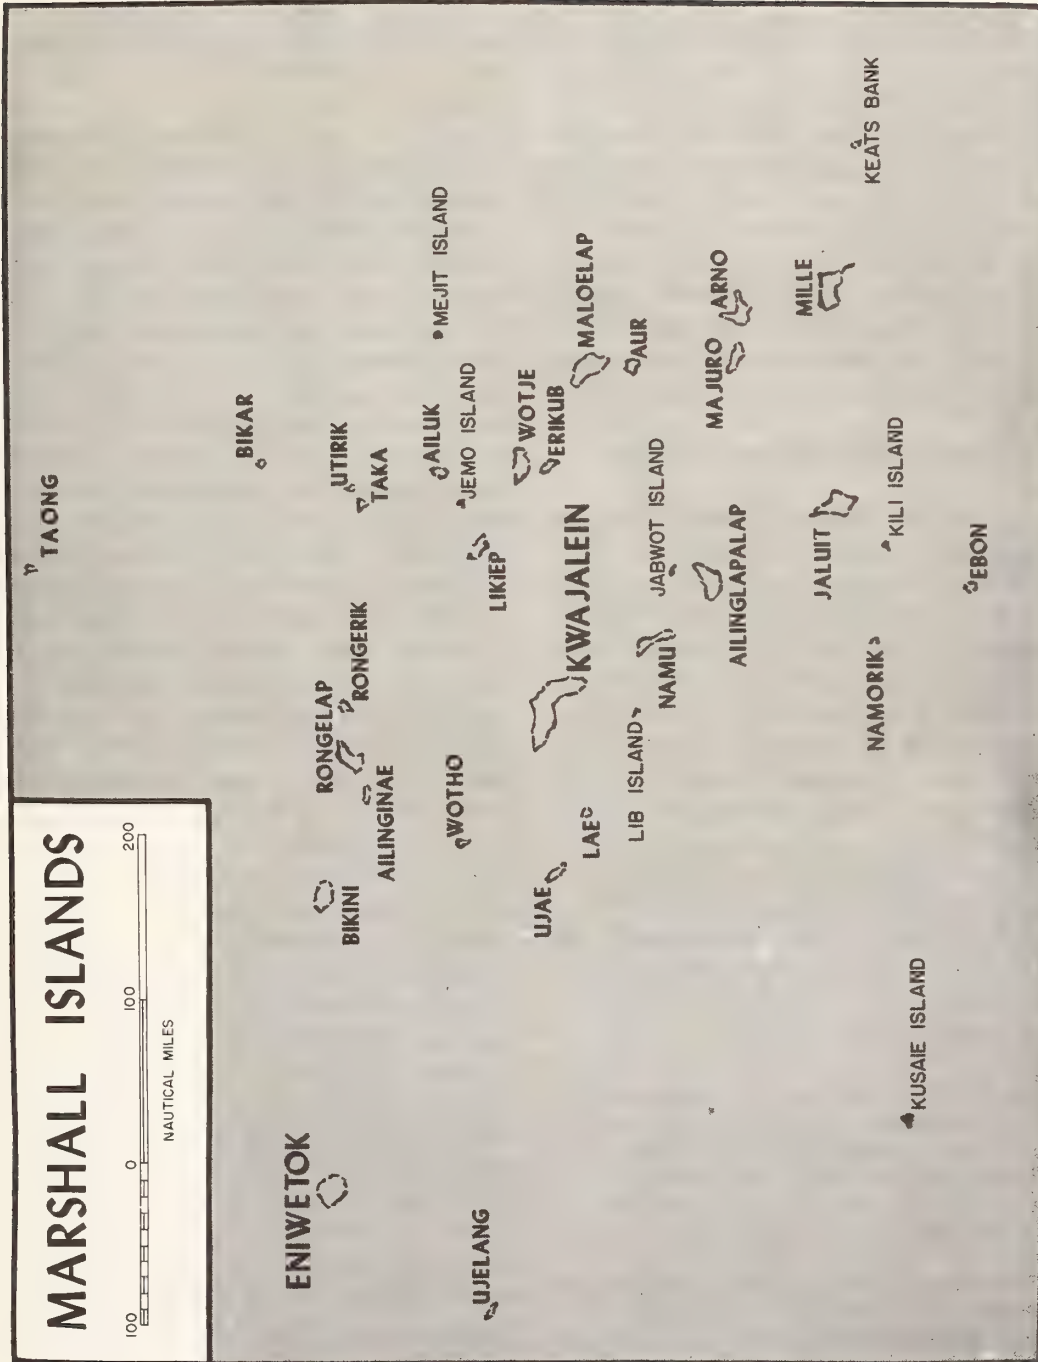 MARSHALL ISLANDS
100 0 100 200
NAUTICAL MILES
TAONG
BIKAR
ENIWETOK
BIKINI
RONGELAP
AILINGINAE
RONGERIK
UTIRIK
TAKA
UJELANG
WOTHO
AILUK
JEMO ISLAND
MEJIT ISLAND
LIKIEP
WOTJE
ERIKUB
UJAE
LAE
KWAJALEIN
MALOELAP
LIB ISLAND
NAMU
JABWOT ISLAND
AUR
AILINGLAPALAP
MAJURO
ARNO
JALUIT
MILLE
NAMORIK
KILI ISLAND
KEATS BANK
KUSAIE ISLAND
EBON